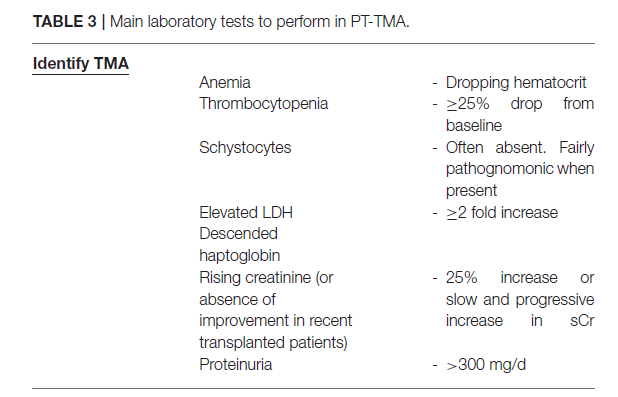 TABLE 3 | Main laboratory tests to perform in PT-TMA.
Identify TMA
Anemia - Dropping hematocrit
Thrombocytopenia - ≥25% drop from
baseline
Schystocytes - Often absent. Fairly
pathognomonic when
present
Elevated LDH - ≥2 fold increase
Descended
haptoglobin
Rising creatinine (or - 25% increase or
absence of slow and progressive
improvement in recent increase in sCr
transplanted patients)
Proteinuria - >300 mg/d